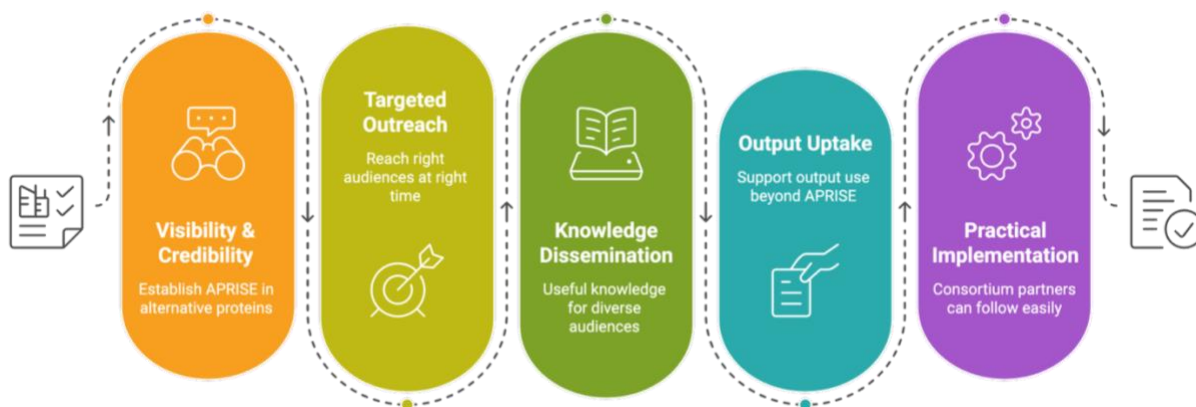 Visibility &
Credibility
Establish APRISE in
alternative proteins
Targeted
Outreach
Reach right
audiences at right
time
Knowledge
Dissemination
Useful knowledge
for diverse
audiences
Output Uptake
Support output use
beyond APRISE
Practical
Implementation
Consortium partners
can follow easily